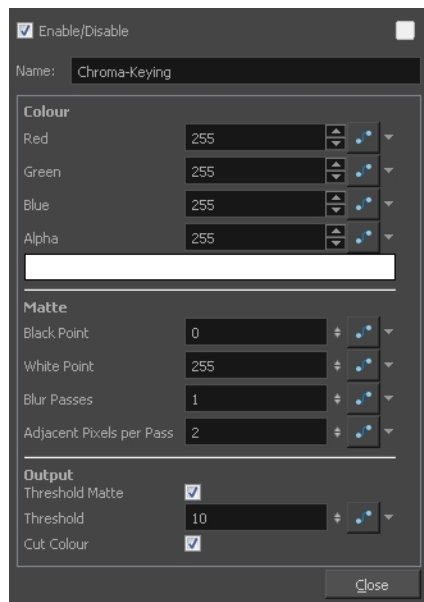 Enable/Disable
Name: Chroma-Keying
Colour
Red 255
Green 255
Blue 255
Alpha 255
Matte
Black Point 0
White Point 255
Blur Passes 1
Adjacent Pixels per Pass 2
Output
Threshold Matte
Threshold 10
Cut Colour
Close